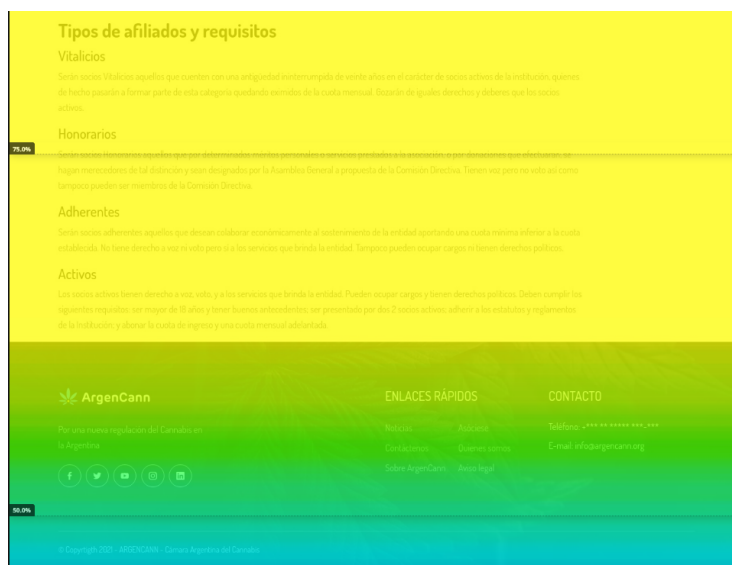 Tipos de afiliados y requisitos
Vitalicios
Serán socios Vitalicios aquellos que cuenten con una antigüedad ininterrumpida de veinte años en el carácter de socios activos de la institución, quienes
de hecho pasarán a formar parte de esta categoría quedando eximidos de la cuota mensual. Gozarán de iguales derechos y deberes que los socios
activos.
Honorarios
75.0%
Serán socios Honorarios aquellos que por determinados méritos personales o servicios prestados a la asociación, o por donaciones que efectuaran, se
hagan merecedores de tal distinción y sean designados por la Asamblea General a propuesta de la Comisión Directiva. Tienen voz pero no voto así como
tampoco pueden ser miembros de la Comisión Directiva.
Adherentes
Serán socios adherentes aquellos que desean colaborar económicamente al sostenimiento de la entidad aportando una cuota mínima inferior a la cuota
establecida. No tiene derecho a voz ni voto pero sí a los servicios que brinda la entidad. Tampoco pueden ocupar cargos ni tienen derechos políticos.
Activos
Los socios activos tienen derecho a voz, voto, y a los servicios que brinda la entidad. Pueden ocupar cargos y tienen derechos políticos. Deben cumplir los
siguientes requisitos: ser mayor de 18 años y tener buenos antecedentes, ser presentado por dos 2 socios activos, adherir a los estatutos y reglamentos
de la Institución, y abonar la cuota de ingreso y una cuota mensual adelantada.
ArgenCann
Por una nueva regulacion del Cannabis en
la Argentina
ENLACES RÁPIDOS
Noticias Asóciese
Contáctenos Quienes somos
Sobre ArgenCann Aviso legal
CONTACTO
Teléfono: +*** ** ***** ***-***
E-mail: info@argencann.org
50.0%
© Copyrigth 2021 - ARGENCANN - Cámara Argentina del Cannabis